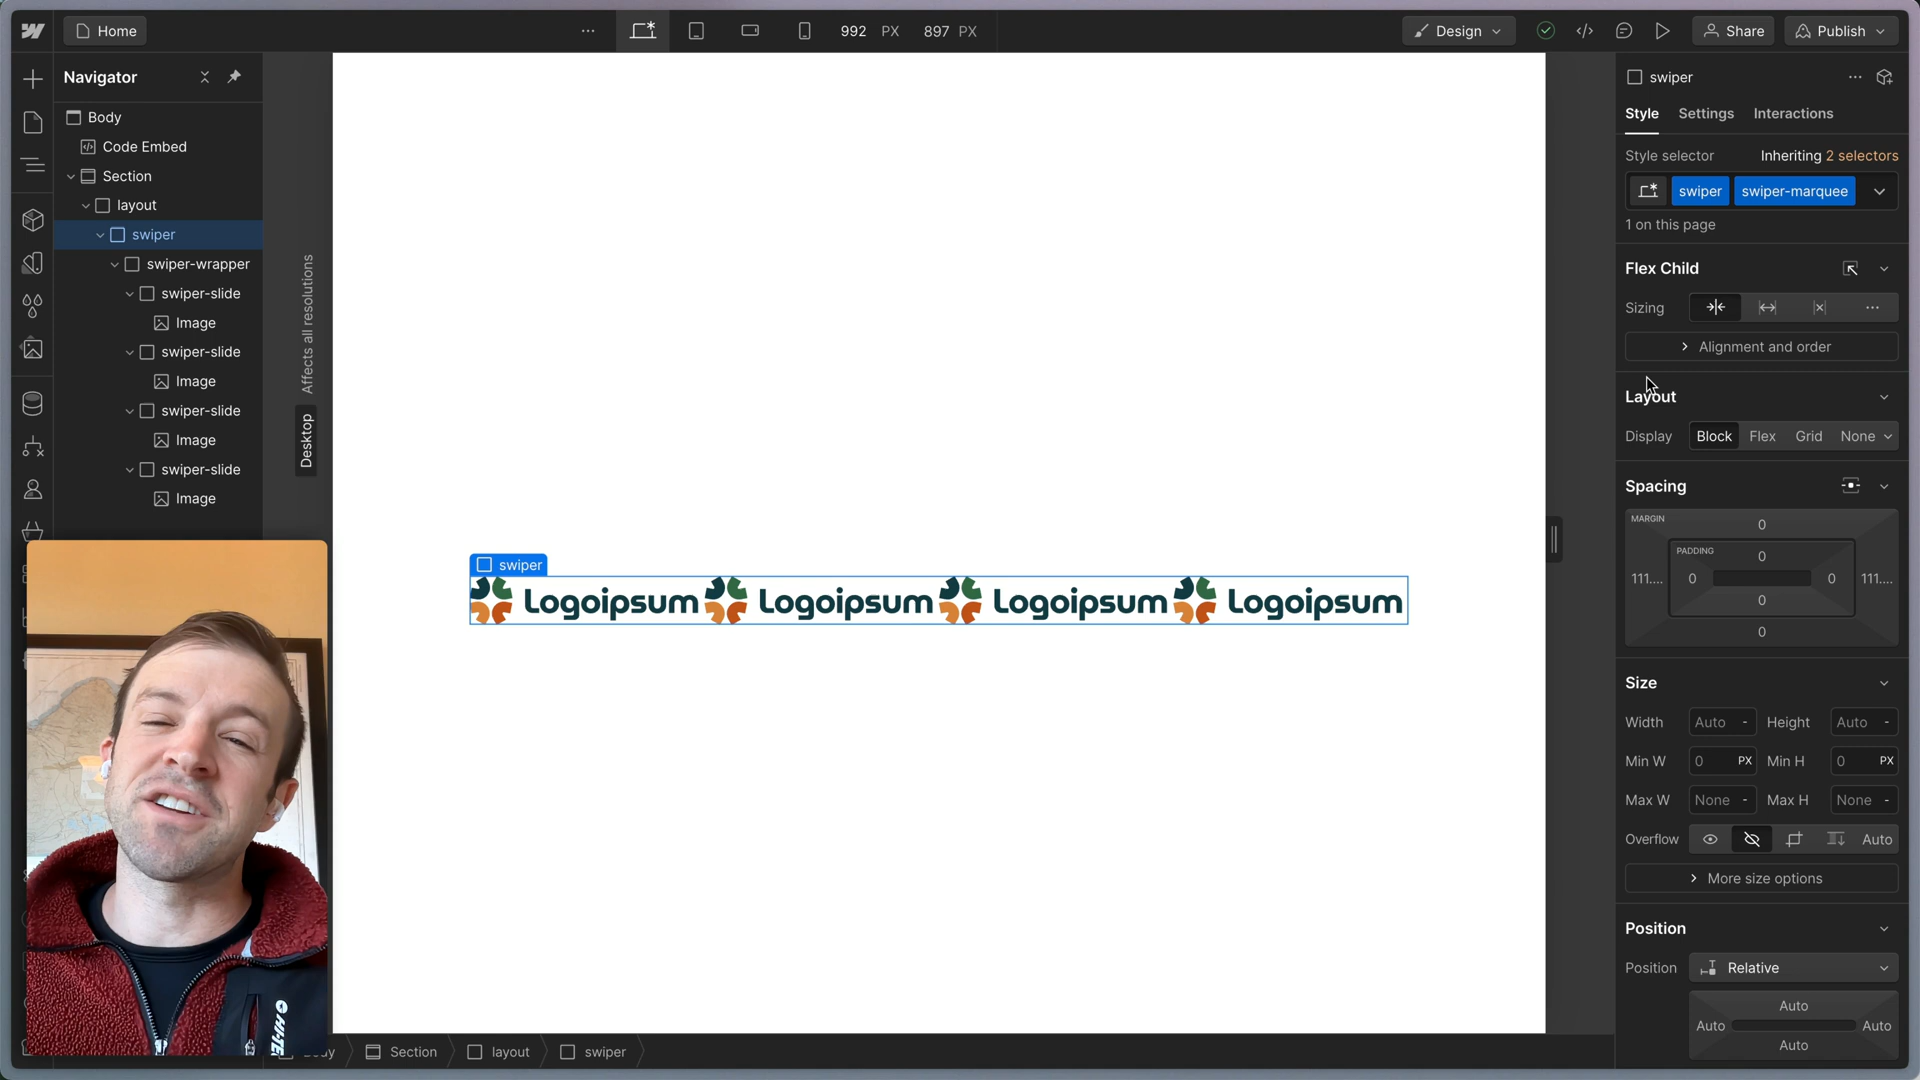 Home
992 PX 897 PX
Design
Share
Publish
Navigator
Body
Code Embed
Section
layout
swiper
swiper-wrapper
swiper-slide
Image
swiper-slide
Image
swiper-slide
Image
swiper-slide
Image
Affects all resolutions
Desktop
swiper
Logoipsum Logoipsum Logoipsum Logoipsum
Section
layout
swiper
swiper
Style Settings Interactions
Style selector Inheriting 2 selectors
swiper swiper-marquee
1 on this page
Flex Child
Sizing
Alignment and order
Layout
Display Block Flex Grid None
Spacing
MARGIN
0
PADDING
0
111.... 0 0 111....
0
0
Size
Width Auto - Height Auto -
Min W 0 PX Min H 0 PX
Max W None - Max H None -
Overflow Auto
More size options
Position
Position Relative
Auto
Auto Auto
Auto